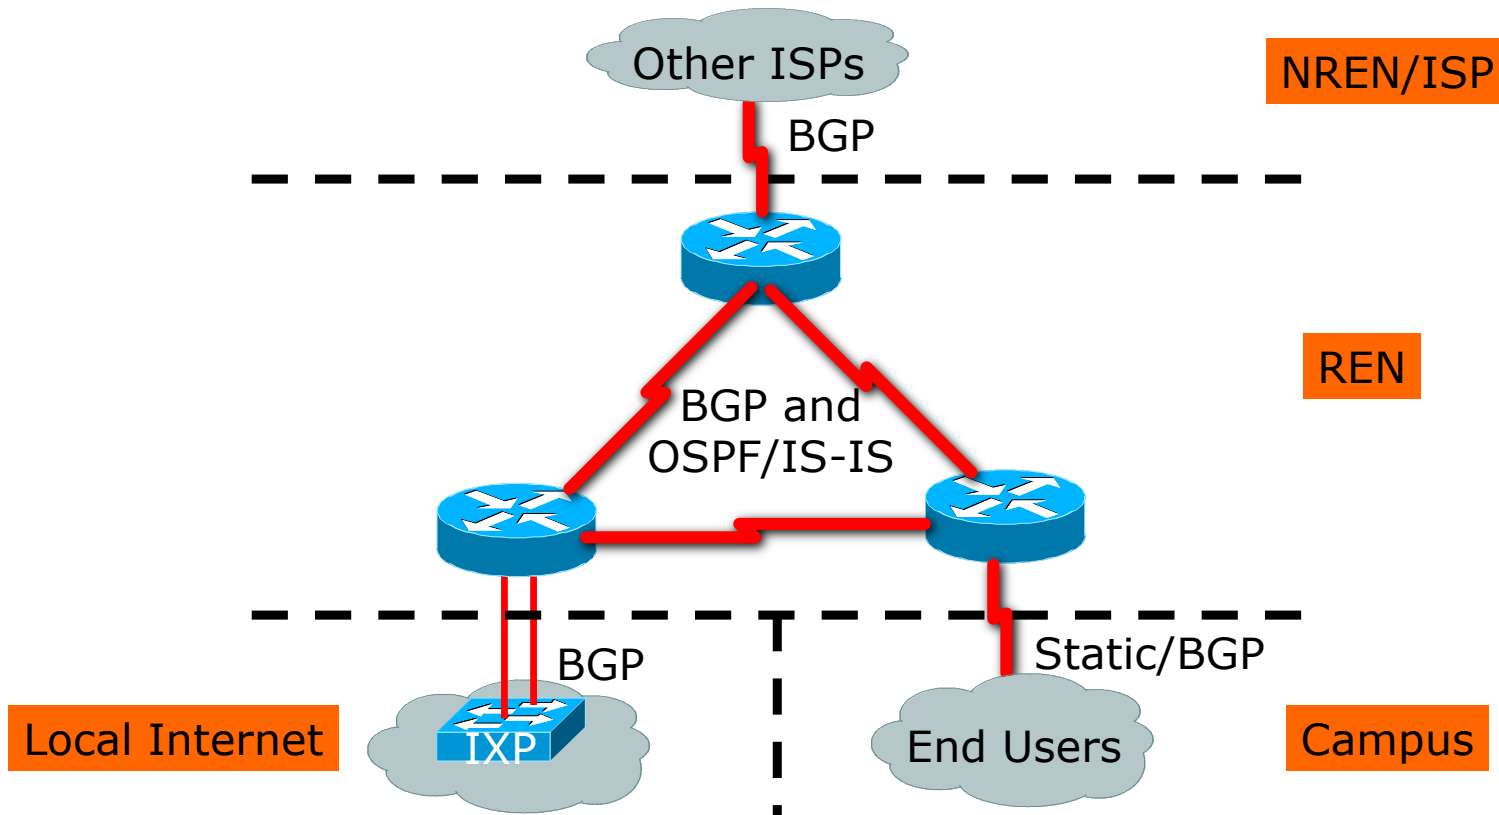 Other ISPs
NREN/ISP
BGP
REN
BGP and
OSPF/IS-IS
BGP
Static/BGP
Local Internet
IXP
End Users
Campus